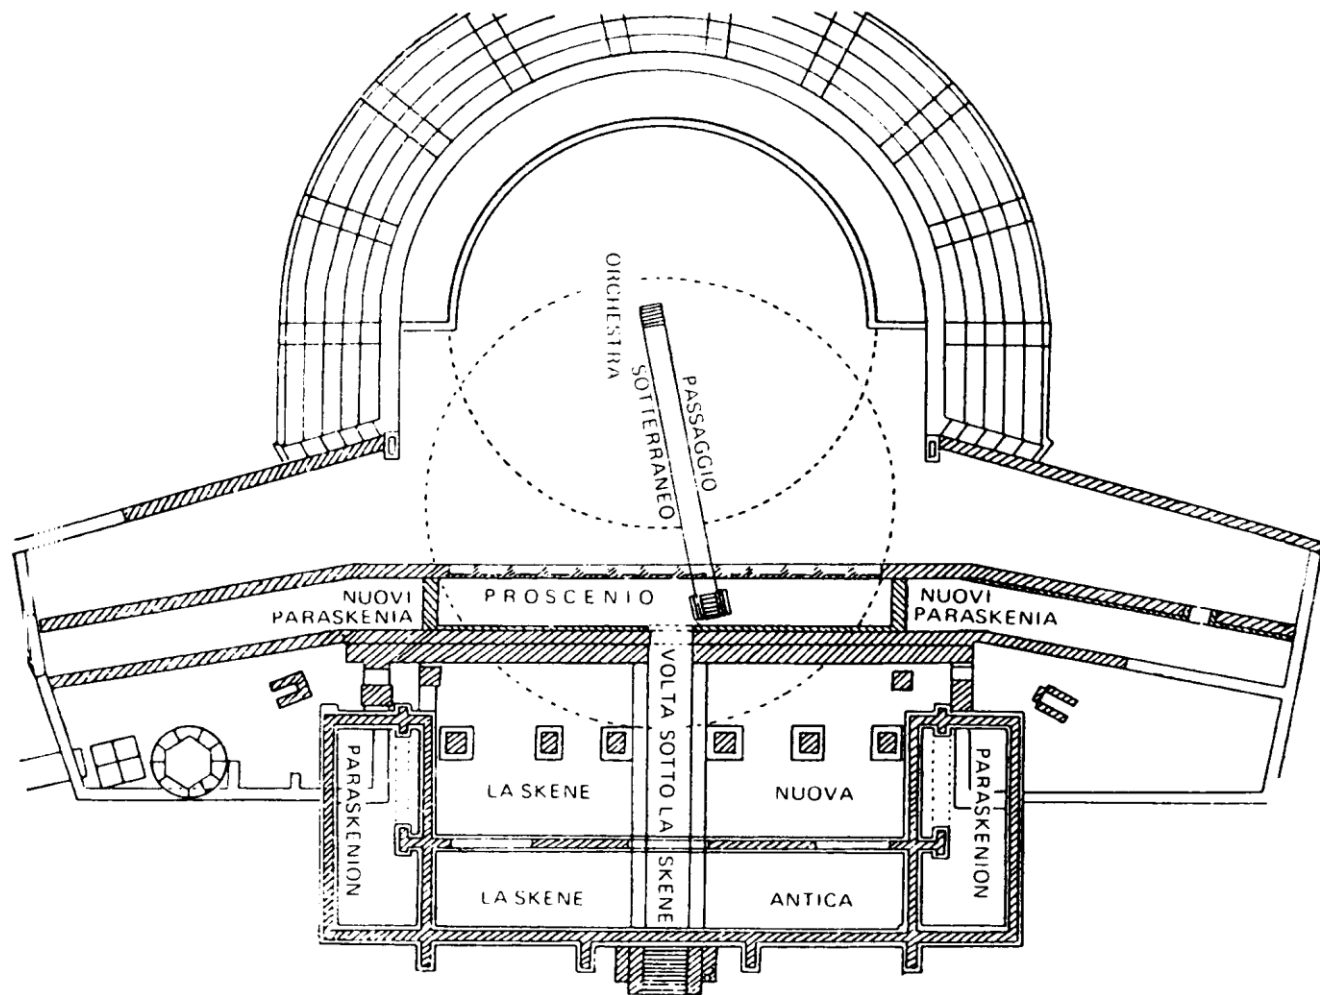 ORCHESTRA
PASSAGGIO
SOTTERRANEO
NUOVI
PARASKENIA
PROSCENIO
NUOVI
PARASKENIA
VOLTA SOTTO LA SKENE
PARASKENION
LA SKENE
NUOVA
PARASKENION
LA SKENE
ANTICA